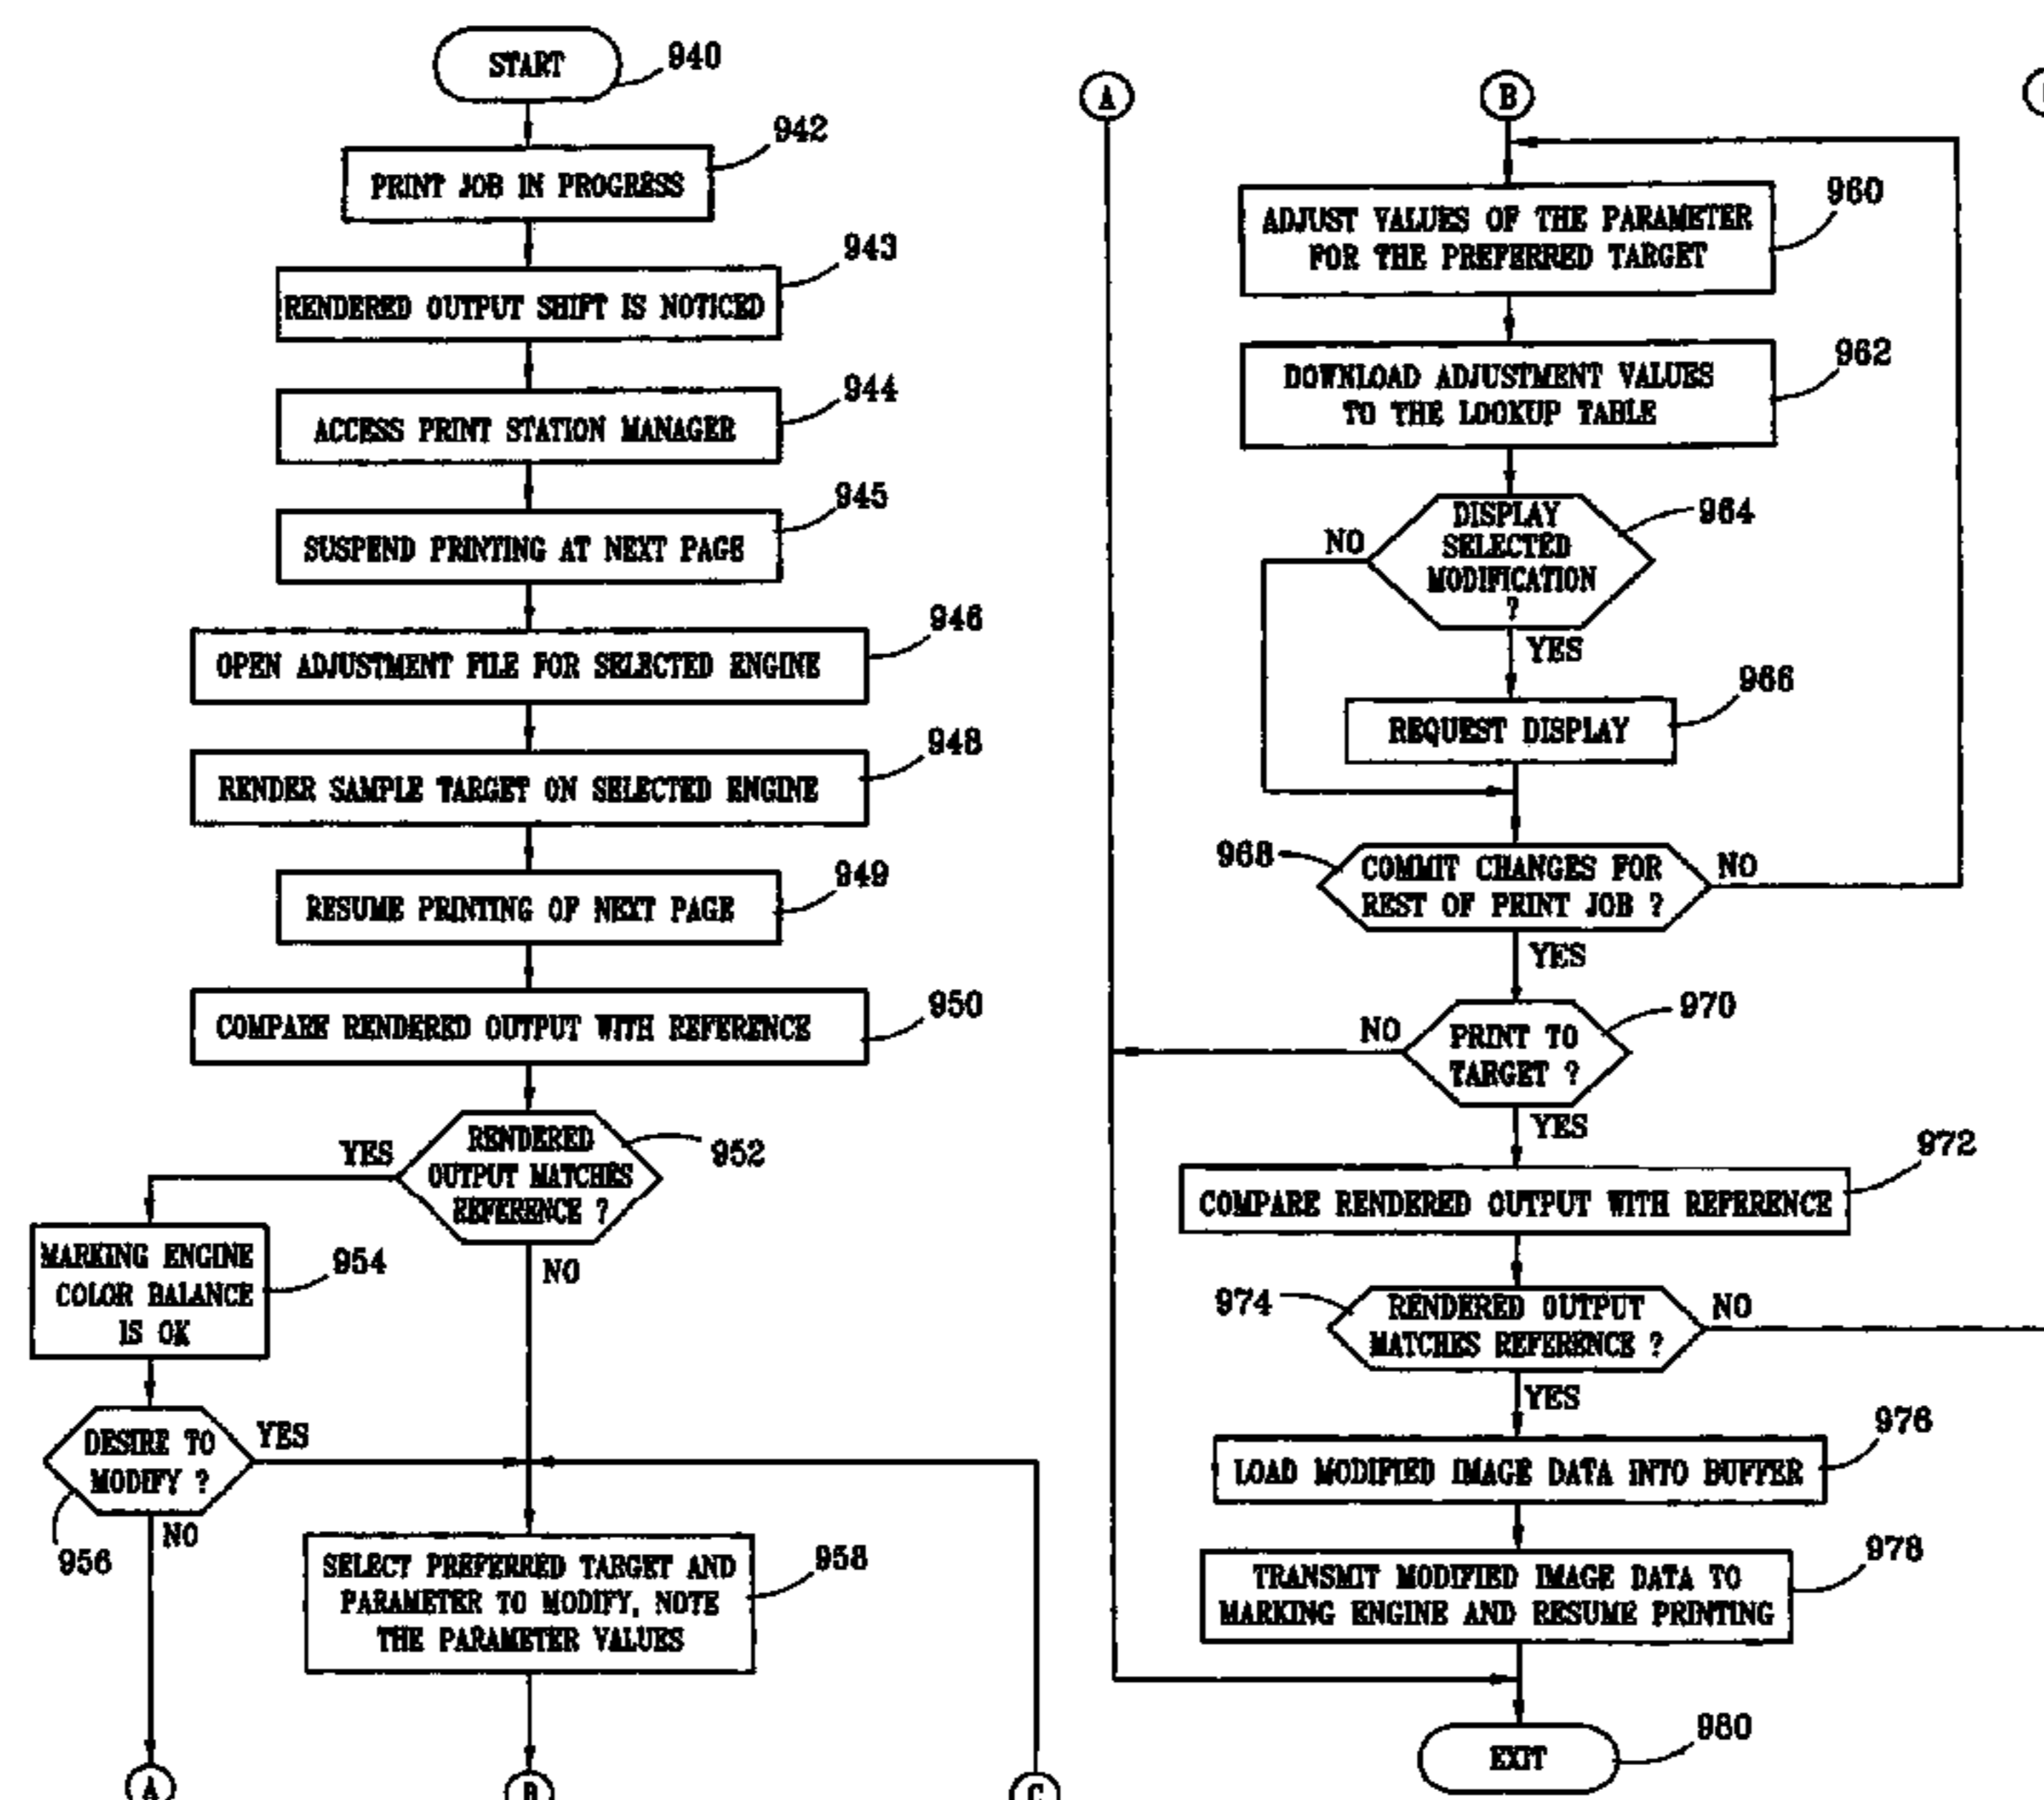 START
940
PRINT JOB IN PROGRESS
942
RENDERED OUTPUT SHIFT IS NOTICED
943
ACCESS PRINT STATION MANAGER
944
SUSPEND PRINTING AT NEXT PAGE
945
OPEN ADJUSTMENT FILE FOR SELECTED ENGINE
946
RENDER SAMPLE TARGET ON SELECTED ENGINE
948
RESUME PRINTING OF NEXT PAGE
949
COMPARE RENDERED OUTPUT WITH REFERENCE
950
RENDERED
OUTPUT MATCHES
REFERENCE ?
952
YES
NO
MARKING ENGINE
COLOR BALANCE
IS OK
954
DESIRE TO
MODIFY ?
956
YES
NO
SELECT PREFERRED TARGET AND
PARAMETER TO MODIFY, NOTE
THE PARAMETER VALUES
958
A
B
C
A
B
ADJUST VALUES OF THE PARAMETER
FOR THE PREFERRED TARGET
960
DOWNLOAD ADJUSTMENT VALUES
TO THE LOOKUP TABLE
962
DISPLAY
SELECTED
MODIFICATION
?
964
NO
YES
REQUEST DISPLAY
966
968
COMMIT CHANGES FOR
REST OF PRINT JOB ?
NO
YES
PRINT TO
TARGET ?
970
NO
YES
COMPARE RENDERED OUTPUT WITH REFERENCE
972
974
RENDERED OUTPUT
MATCHES REFERENCE ?
NO
YES
LOAD MODIFIED IMAGE DATA INTO BUFFER
976
TRANSMIT MODIFIED IMAGE DATA TO
MARKING ENGINE AND RESUME PRINTING
978
EXIT
980